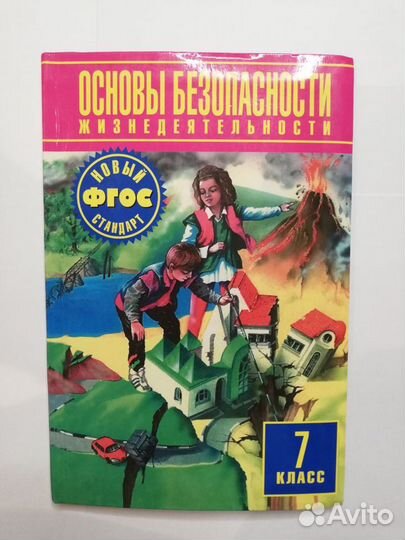 ОСНОВЫ БЕЗОПАСНОСТИ
ЖИЗНЕДЕЯТЕЛЬНОСТИ
НОВЫЙ
ФГОС
СТАНДАРТ
7
КЛАСС
Avito